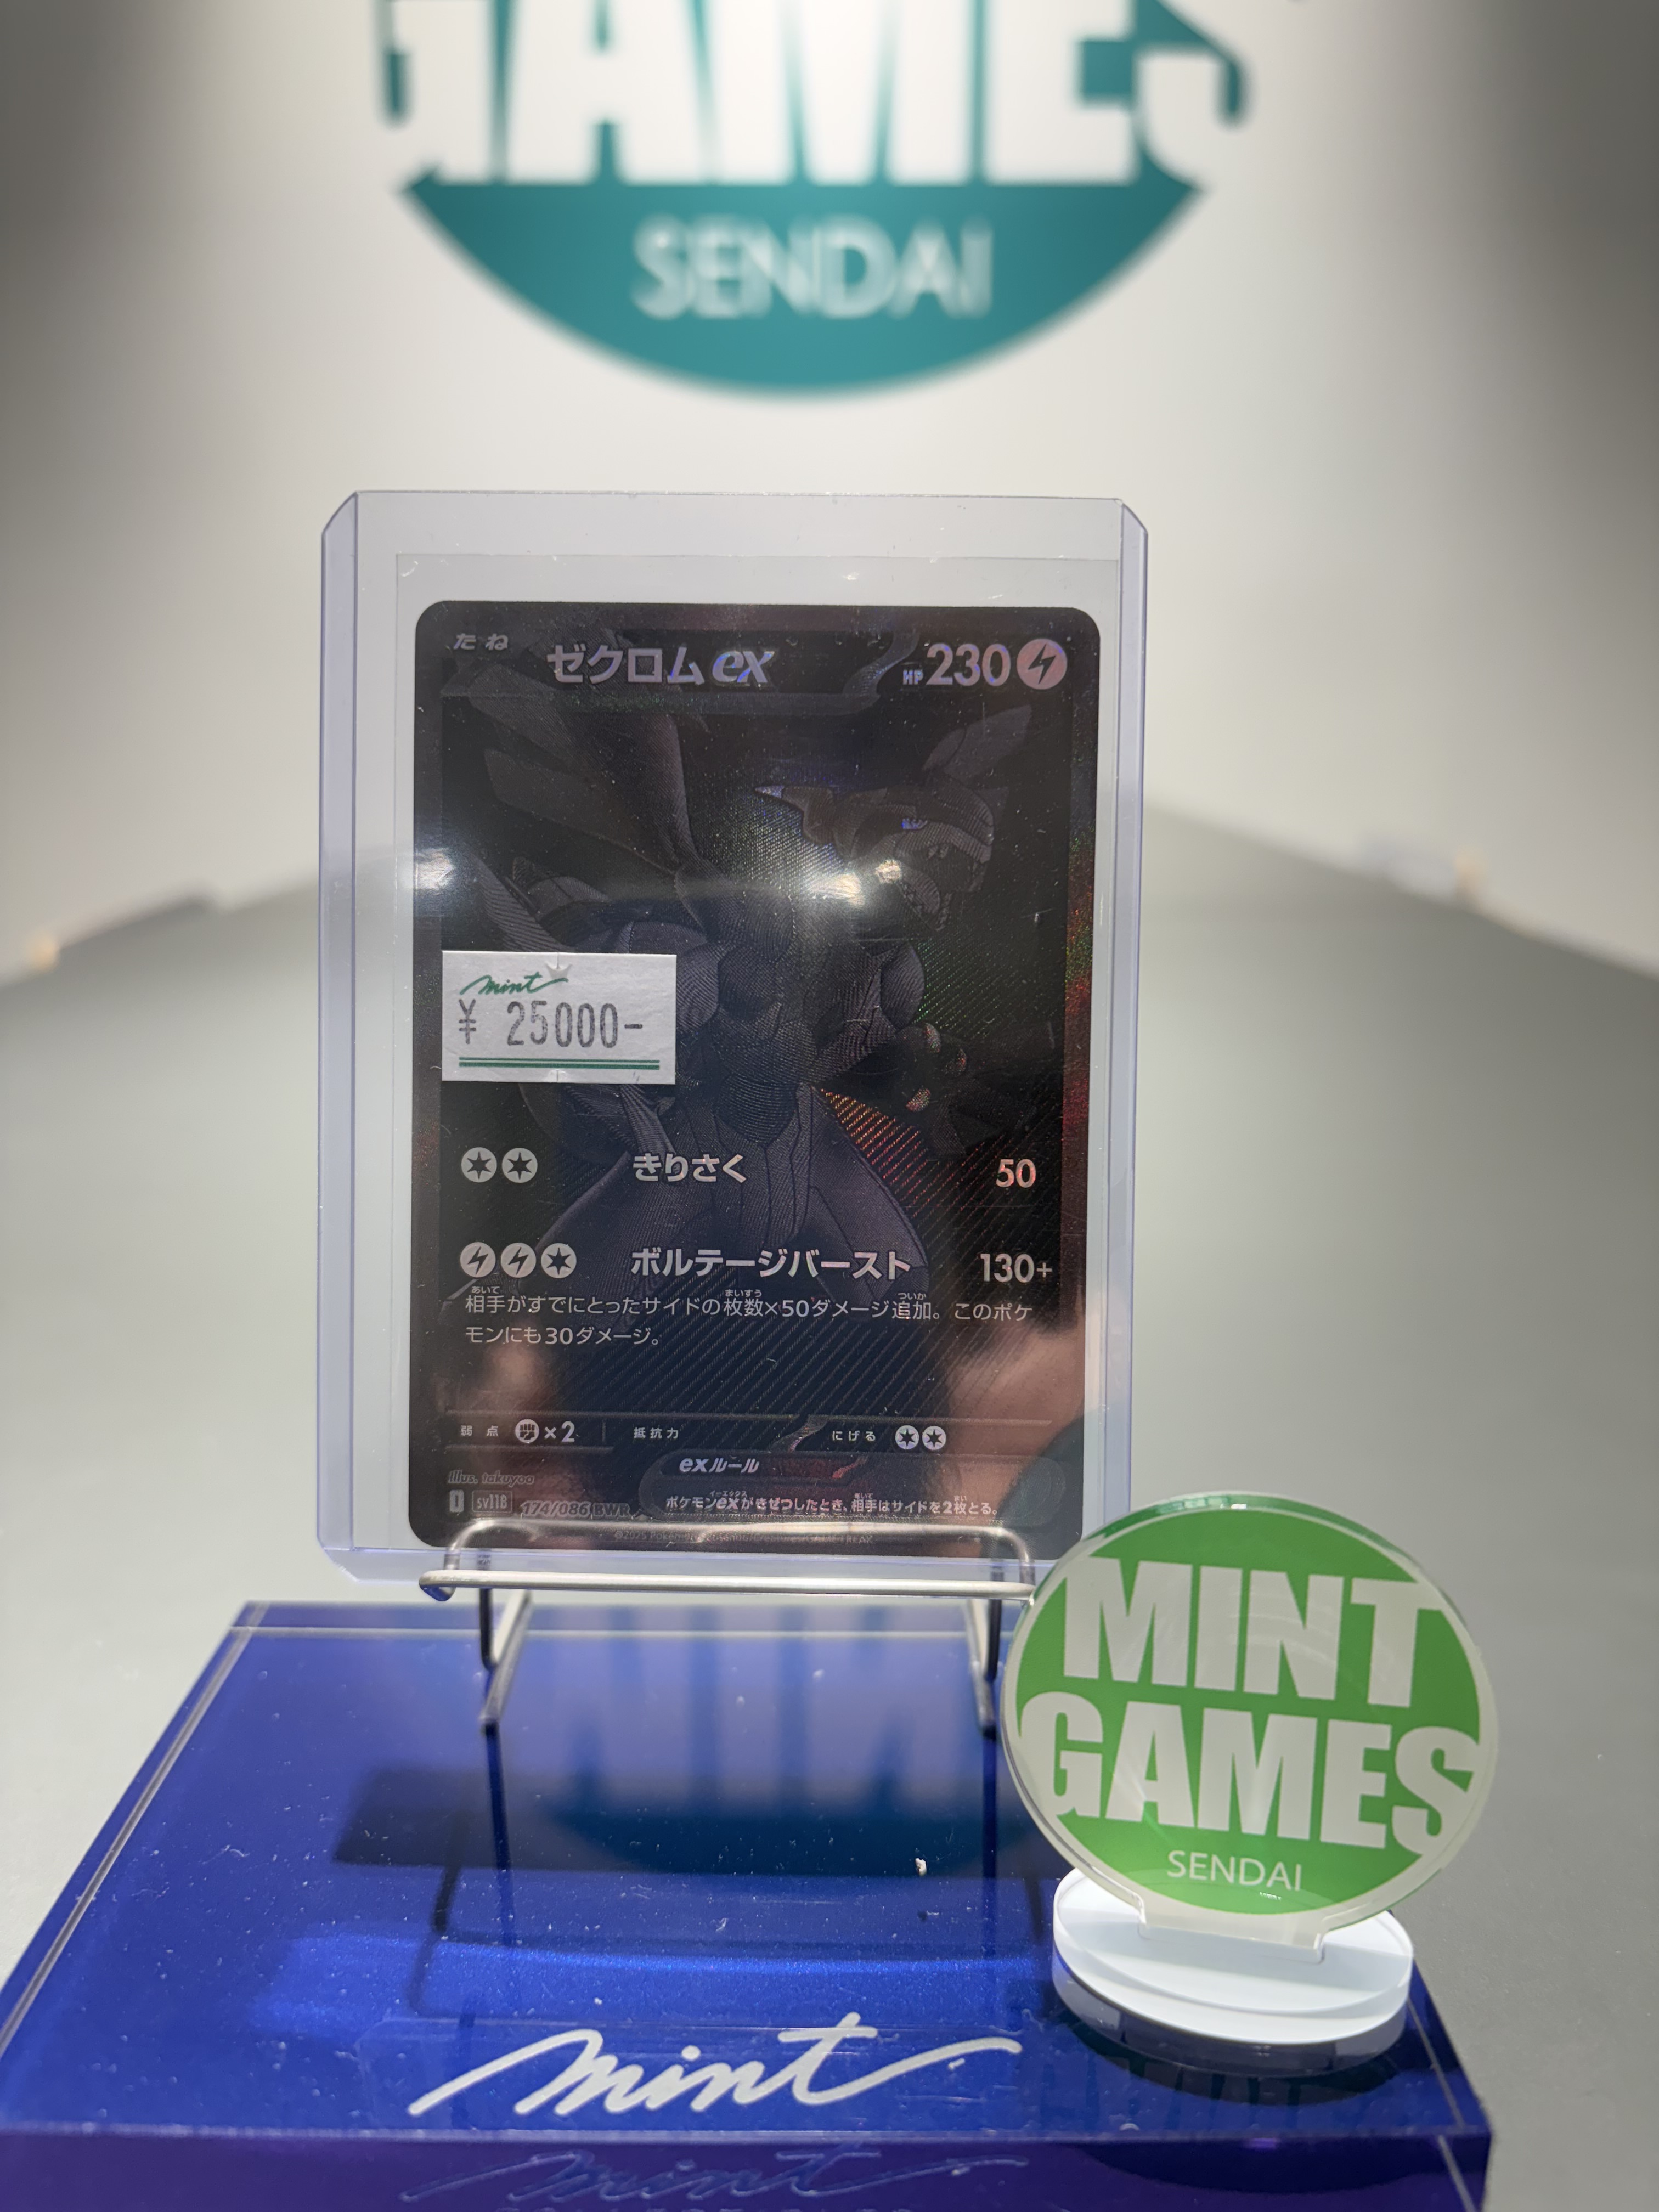 GAMES
SENDAI
たね ゼクロムex HP230
mint
¥ 25000-
きりさく 50
ボルテージバースト 130+
相手がすでにとったサイドの枚数×50ダメージ追加。このポケ
モンにも30ダメージ。
弱点 ×2 抵抗力 にげる
exルール
ポケモンexがきぜつしたとき、相手はサイドを2枚とる。
Illus. takuyoa
I sv11B 174/086 BWR
MINT
GAMES
SENDAI
mint